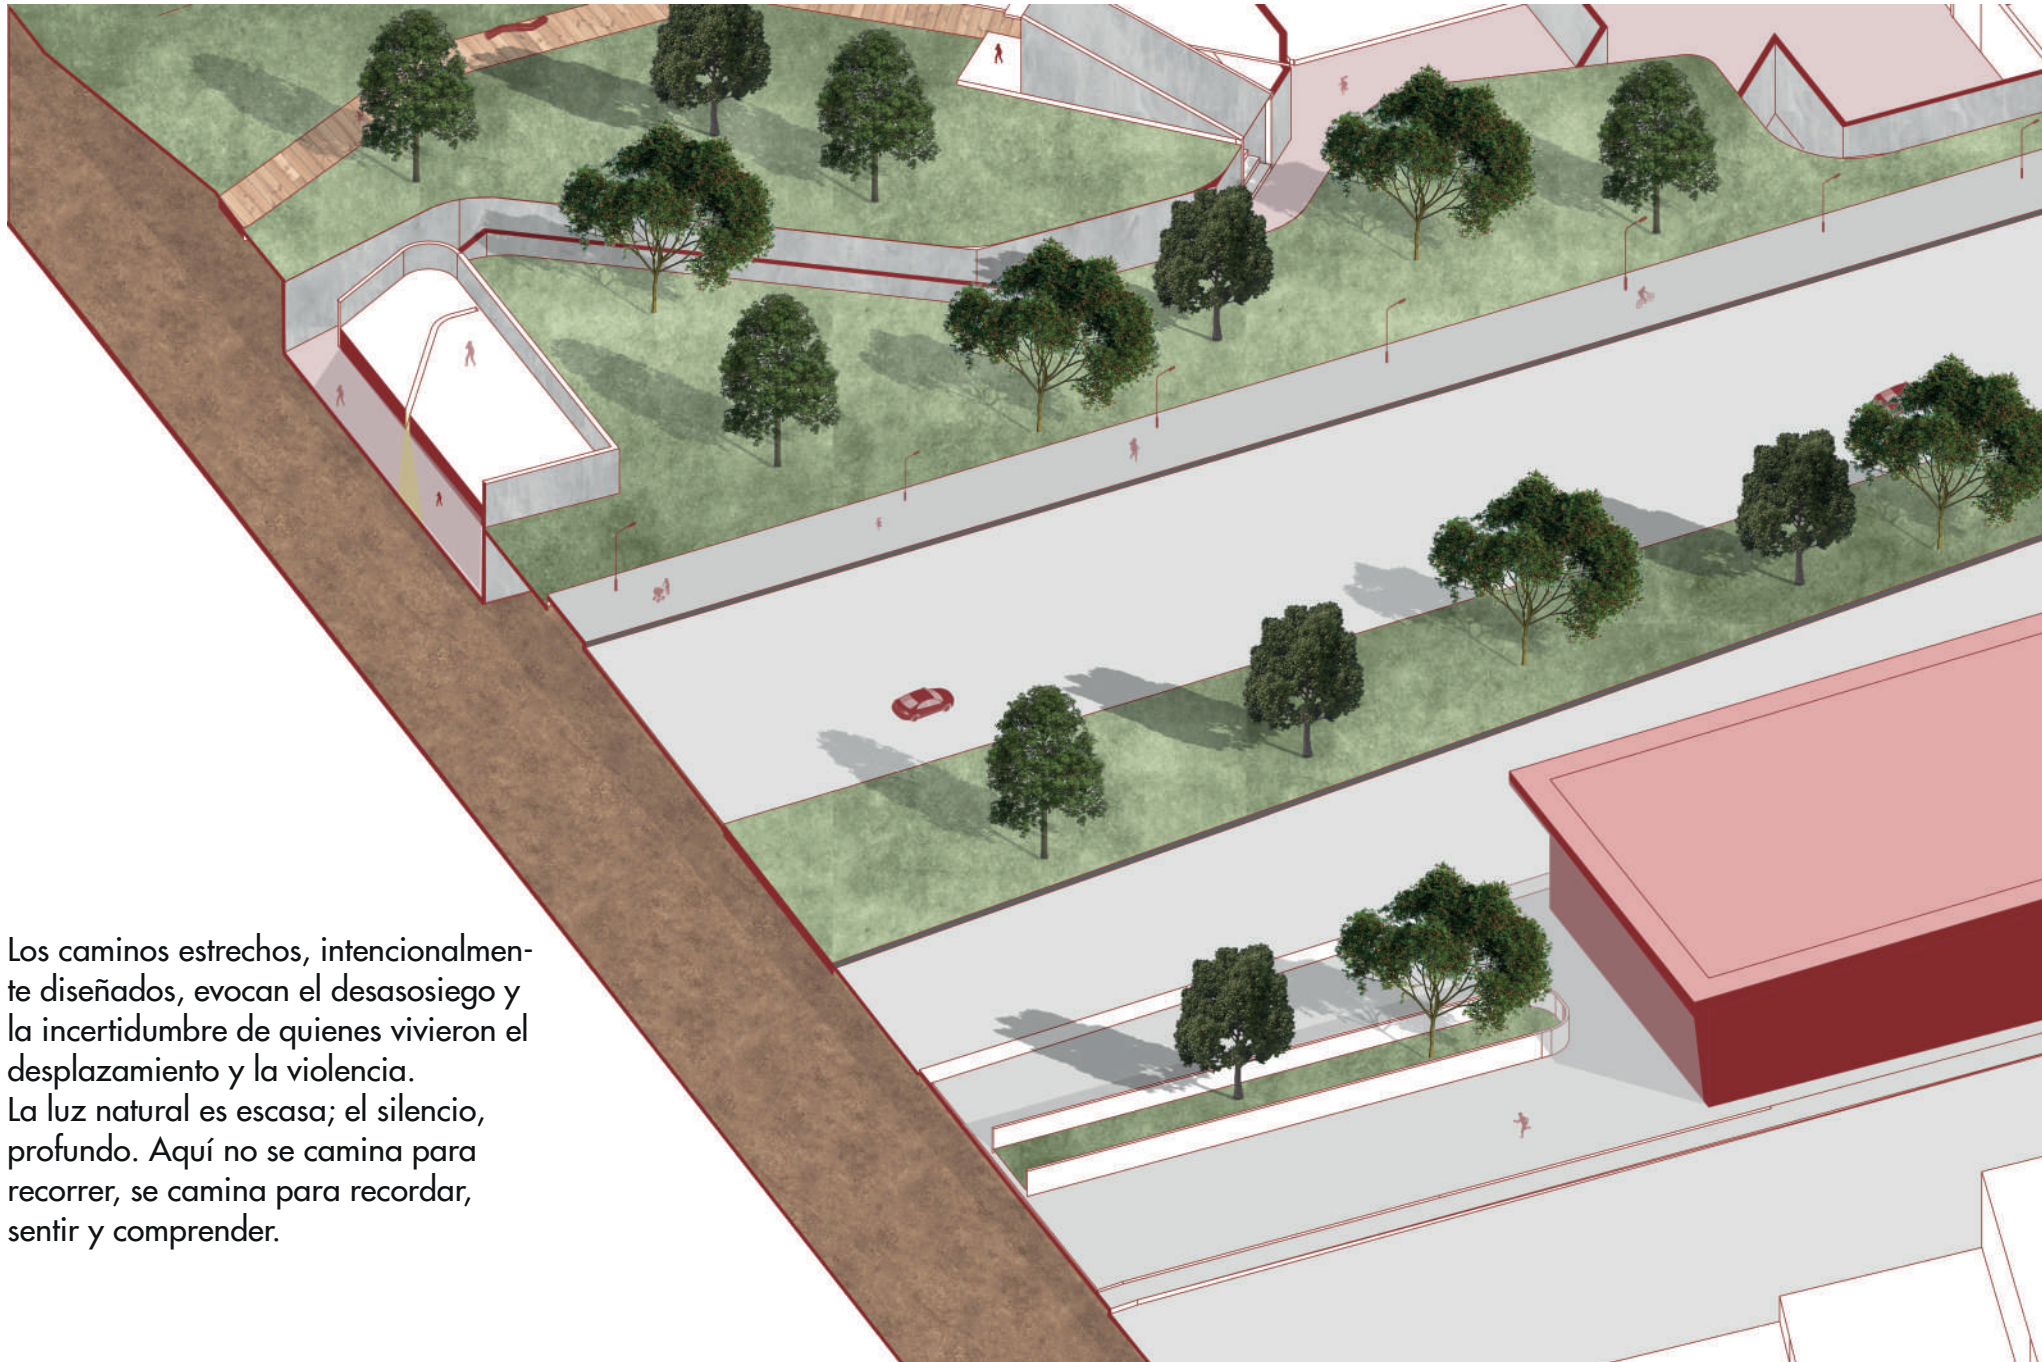 Los caminos estrechos, intencionalmen-
te diseñados, evocan el desasosiego y
la incertidumbre de quienes vivieron el
desplazamiento y la violencia.
La luz natural es escasa; el silencio,
profundo. Aquí no se camina para
recorrer, se camina para recordar,
sentir y comprender.